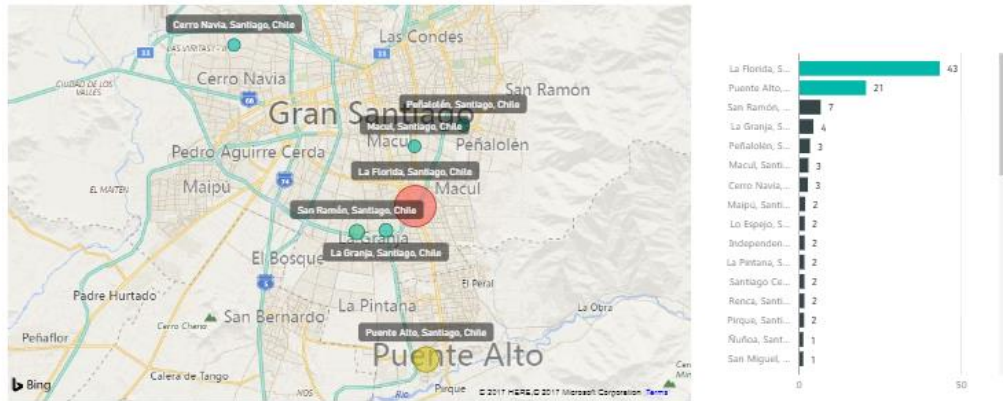 Cerro Navia, Santiago, Chile
Las Condes
Cerro Navia
CIUDAD DE LOS VALLES
San Ramón
Gran Santiago
Peñalolén, Santiago, Chile
Macul, Santiago, Chile
Macul
Peñalolén
Pedro Aguirre Cerda
La Florida, Santiago, Chile
EL MAITEN
Maipú
Macul
San Ramón, Santiago, Chile
La Granja
La Granja, Santiago, Chile
El Bosque
El Peral
Padre Hurtado
La Pintana
La Obra
San Bernardo
Cerro Chena
Peñaflor
Puente Alto, Santiago, Chile
Puente Alto
Calera de Tango
Bing
NOS
Rio
Pirque
© 2017 HERE, © 2017 Microsoft Corporation Terms
La Florida, S... 43
Puente Alto,... 21
San Ramón,... 7
La Granja, S... 4
Peñalolén, S... 3
Macul, Santi... 3
Cerro Navia,... 3
Maipú, Santi... 2
Lo Espejo, S... 2
Independen... 2
La Pintana, S... 2
Santiago Ce... 2
Renca, Santi... 2
Pirque, Santi... 2
Ñuñoa, Sant... 1
San Miguel,... 1
0 50